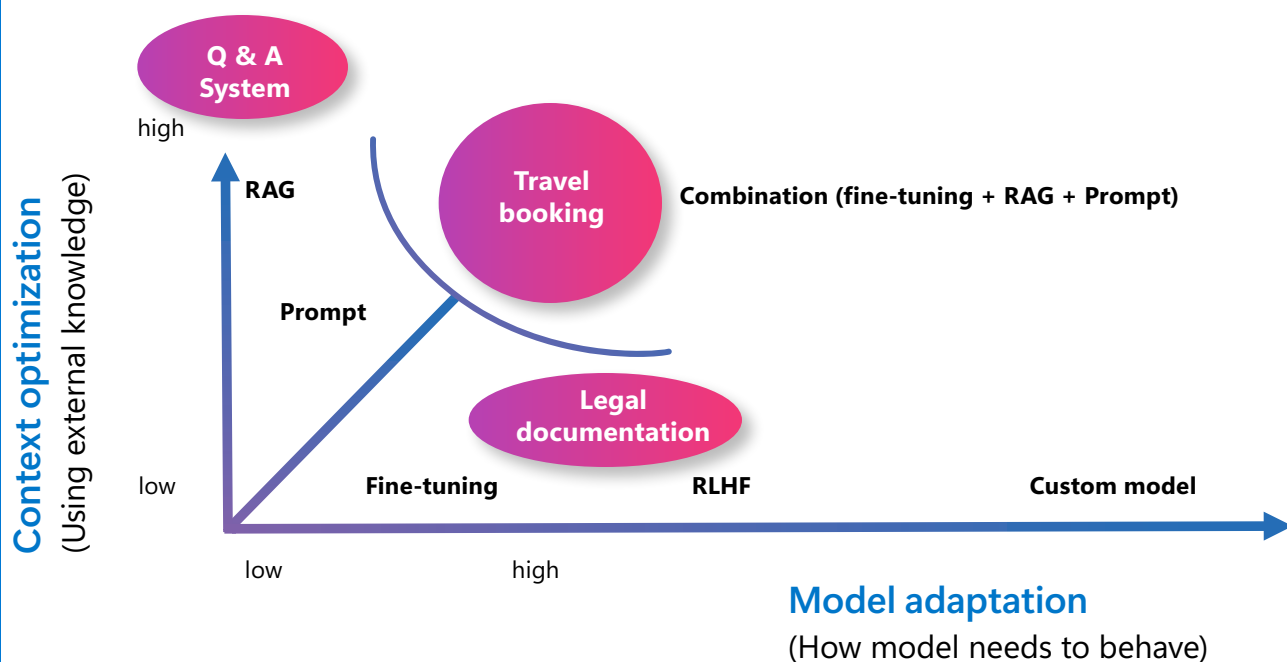 Q & A
System
high
RAG
Travel
booking
Combination (fine-tuning + RAG + Prompt)
Context optimization
(Using external knowledge)
Prompt
Legal
documentation
low
Fine-tuning
RLHF
Custom model
low
high
Model adaptation
(How model needs to behave)